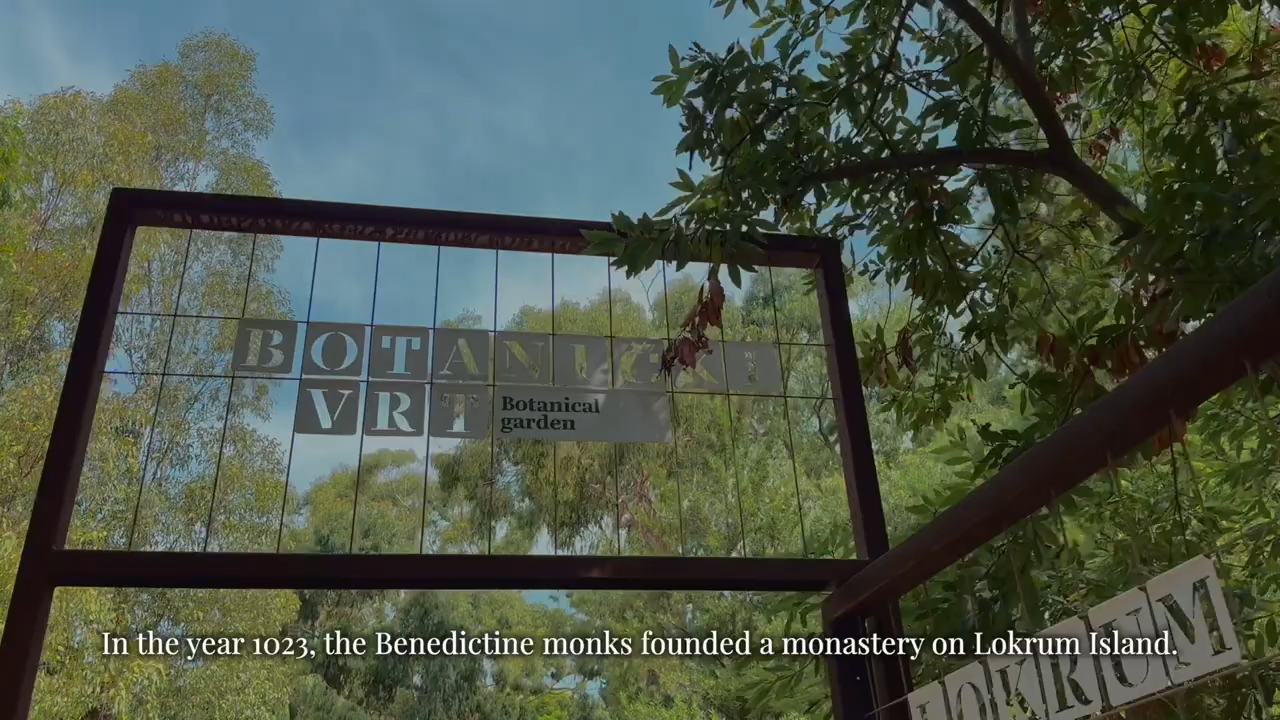 BOTANIČKI
VRT
Botanical
garden
LOKRUM
In the year 1023, the Benedictine monks founded a monastery on Lokrum Island.